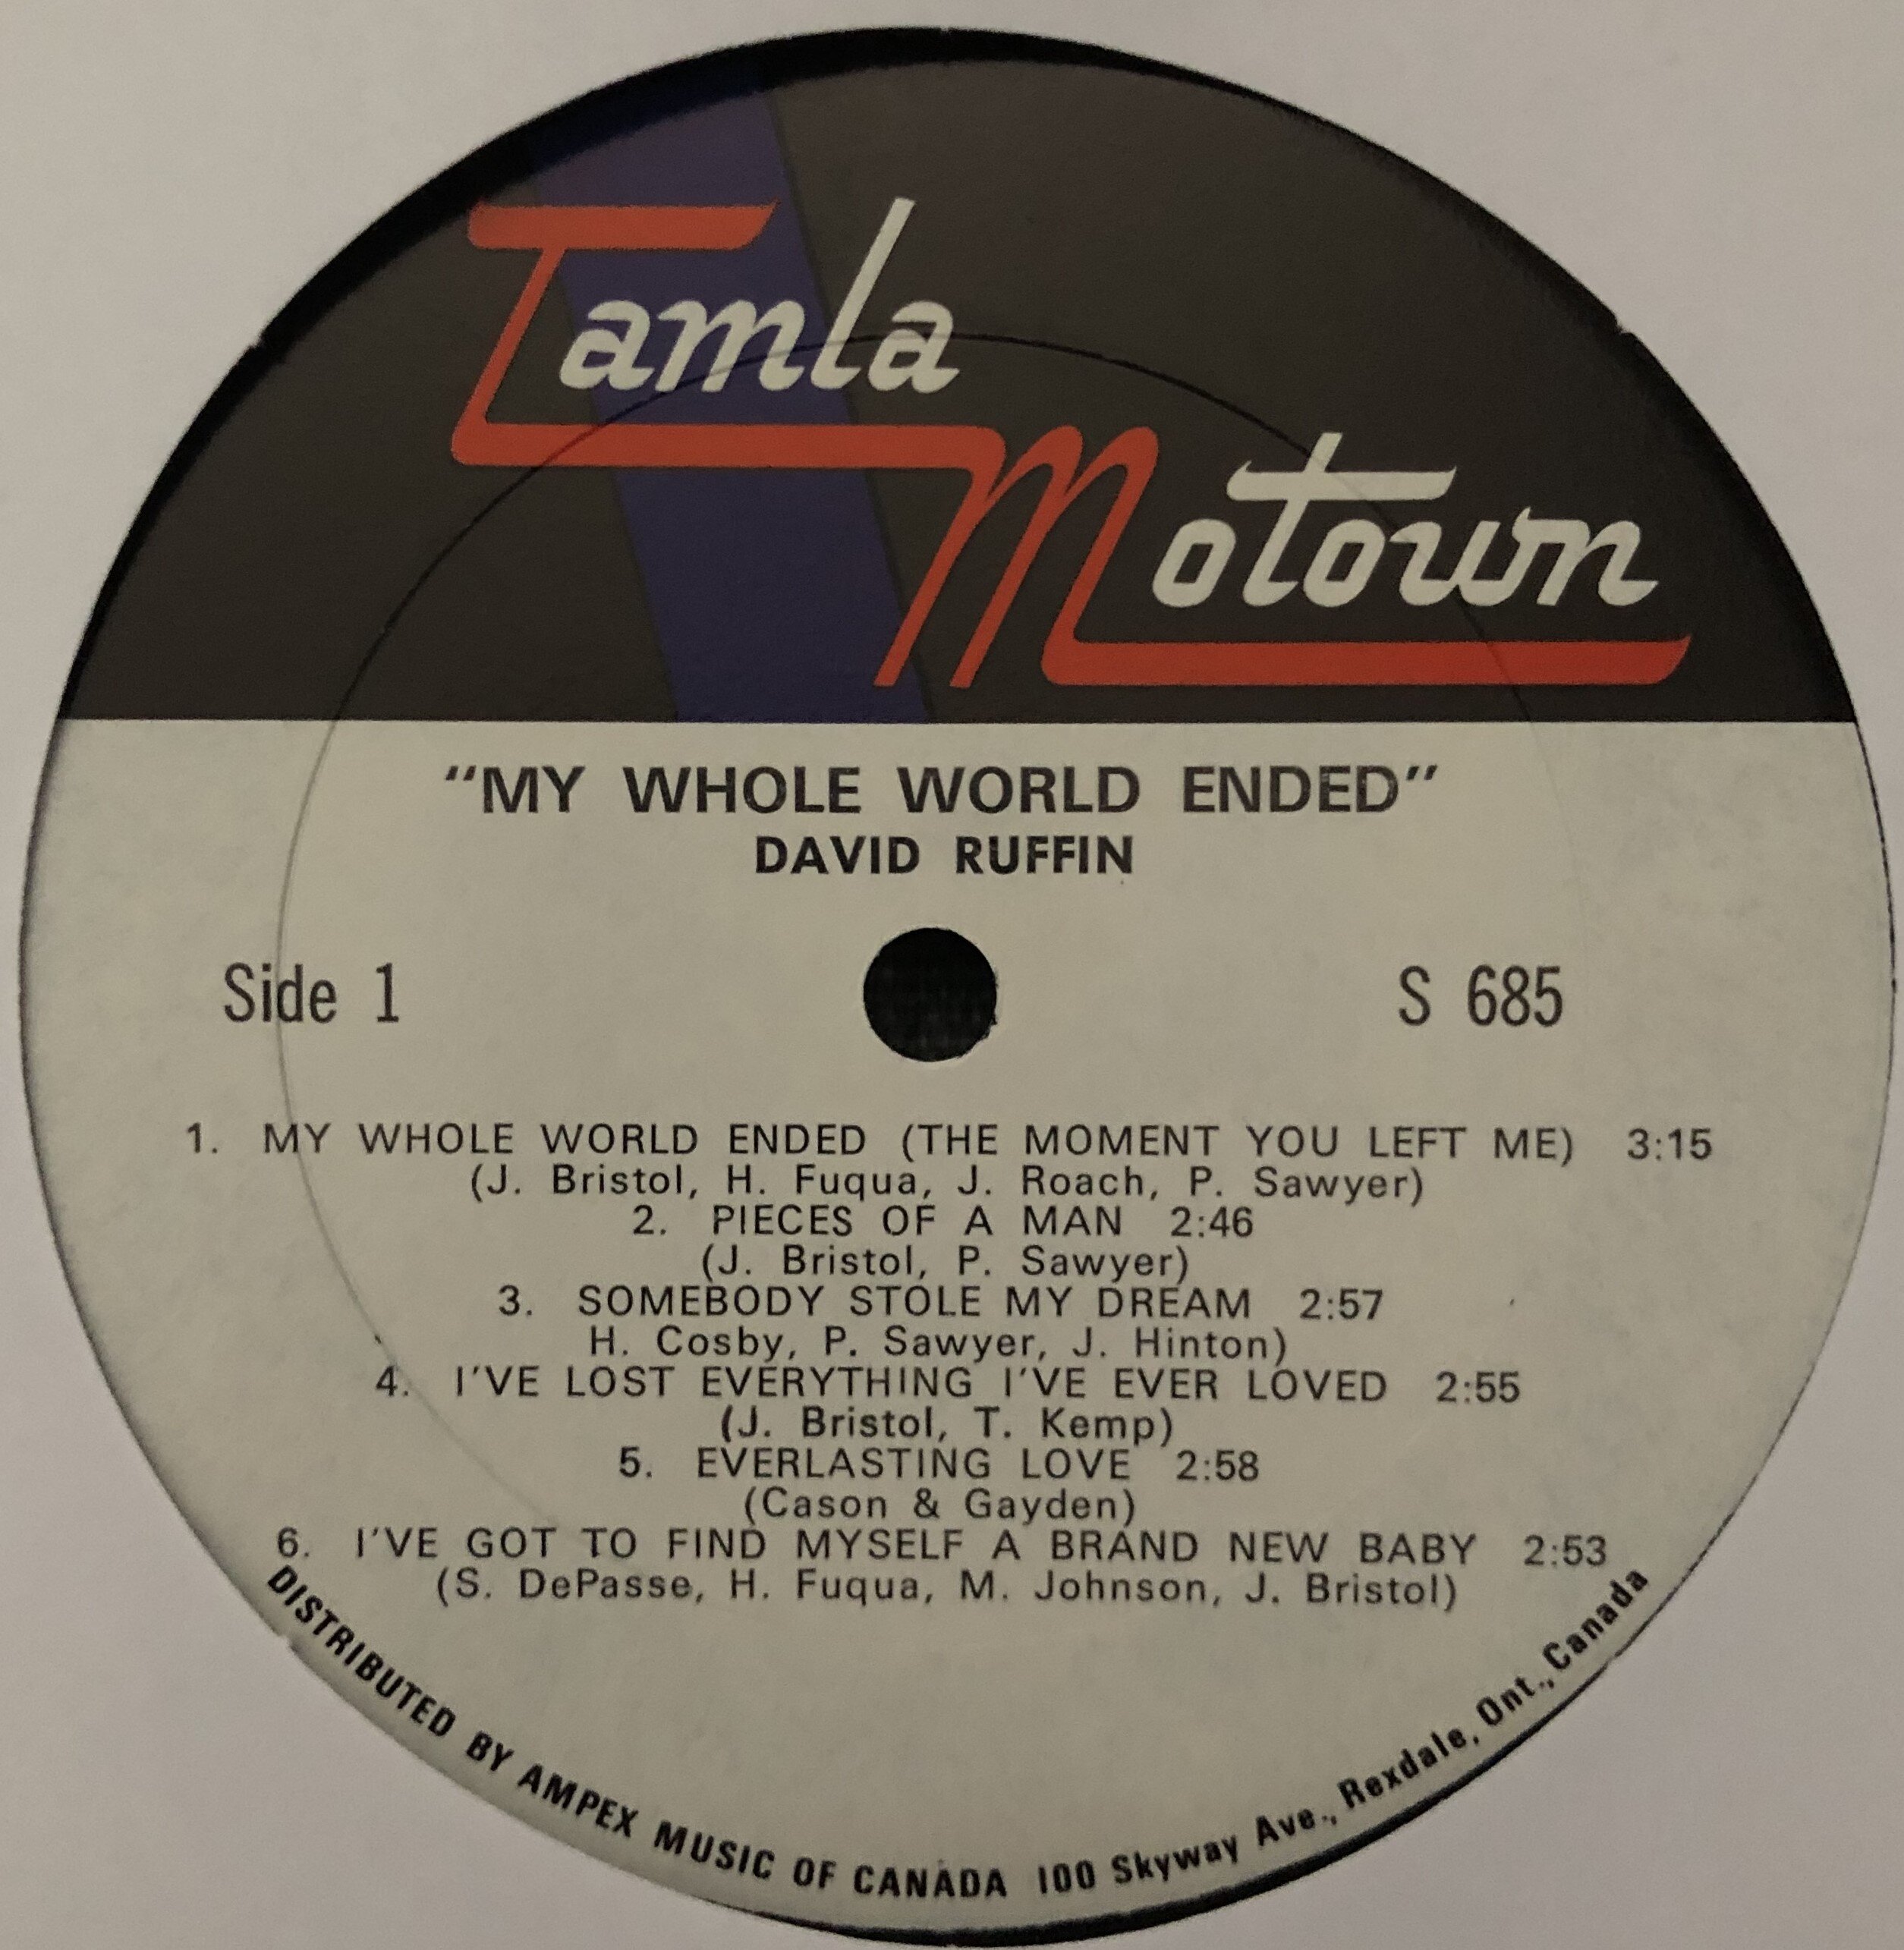 Tamla
Motown
"MY WHOLE WORLD ENDED"
DAVID RUFFIN
Side 1
S 685
1. MY WHOLE WORLD ENDED (THE MOMENT YOU LEFT ME) 3:15
(J. Bristol, H. Fuqua, J. Roach, P. Sawyer)
2. PIECES OF A MAN 2:46
(J. Bristol, P. Sawyer)
3. SOMEBODY STOLE MY DREAM 2:57
H. Cosby, P. Sawyer, J. Hinton)
4. I'VE LOST EVERYTHING I'VE EVER LOVED 2:55
(J. Bristol, T. Kemp)
5. EVERLASTING LOVE 2:58
(Cason & Gayden)
6. I'VE GOT TO FIND MYSELF A BRAND NEW BABY 2:53
(S. DePasse, H. Fuqua, M. Johnson, J. Bristol)
DISTRIBUTED BY AMPEX MUSIC OF CANADA 100 Skyway Ave., Rexdale, Ont., Canada